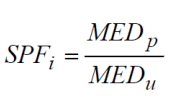 SPF_i = MED_p / MED_u